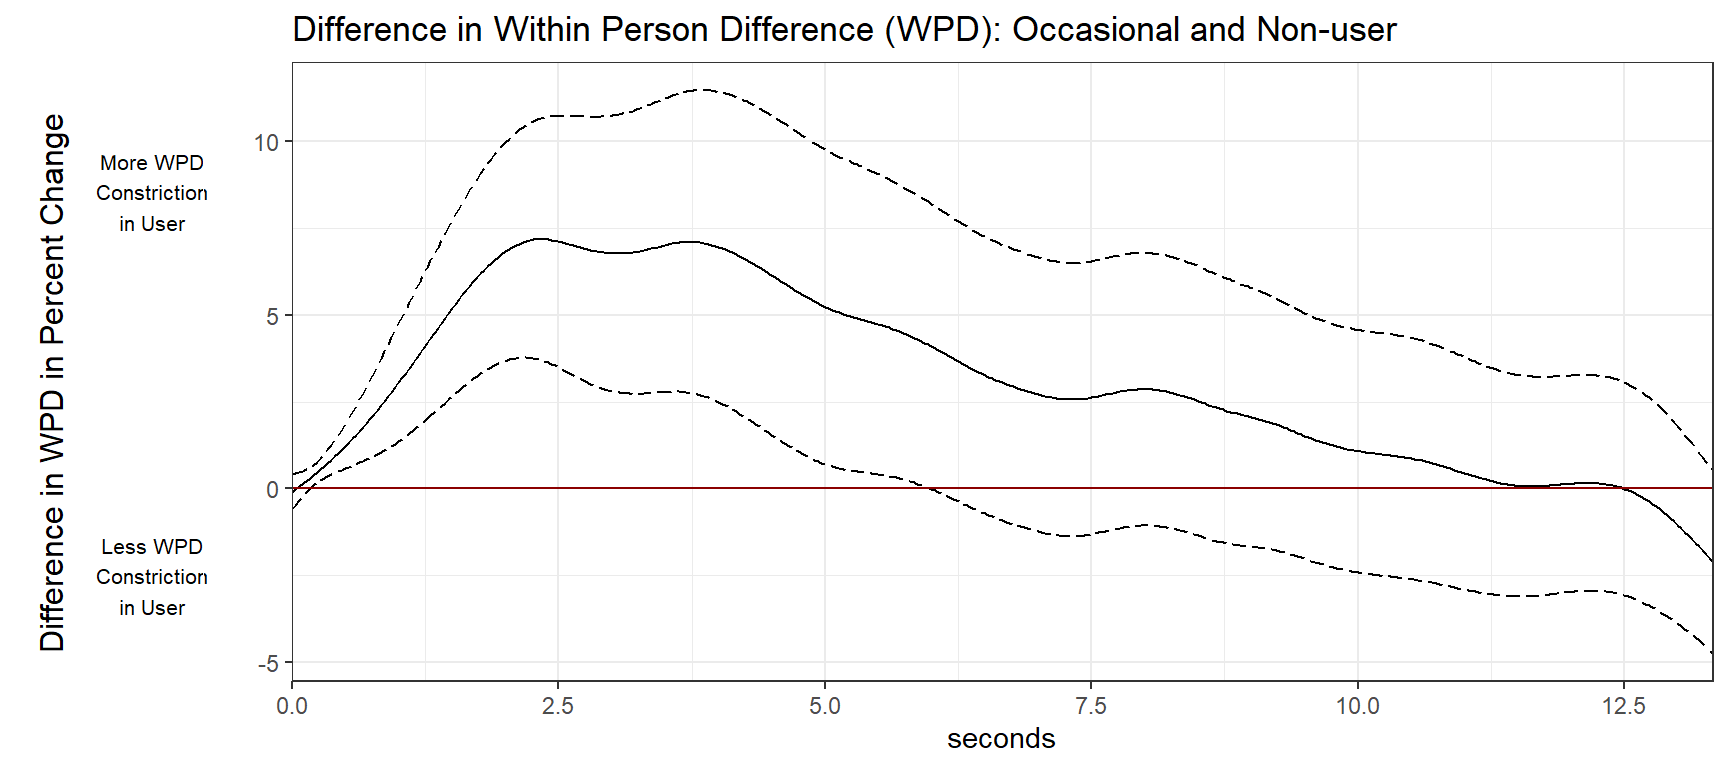 Difference in Within Person Difference (WPD): Occasional and Non-user
Difference in WPD in Percent Change
More WPD
Constriction
in User
Less WPD
Constriction
in User
10
5
0
-5
0.0
2.5
5.0
7.5
10.0
12.5
seconds